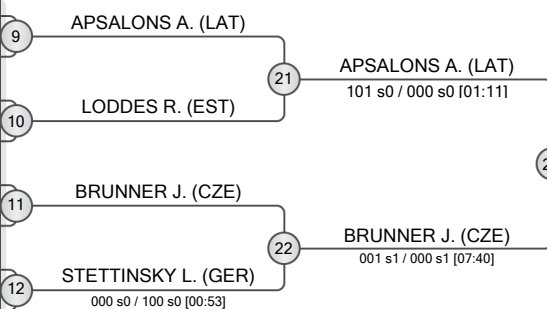 9
APSALONS A. (LAT)
21
APSALONS A. (LAT)
101 s0 / 000 s0 [01:11]
10
LODDES R. (EST)
11
BRUNNER J. (CZE)
22
BRUNNER J. (CZE)
001 s1 / 000 s1 [07:40]
12
STETTINSKY L. (GER)
000 s0 / 100 s0 [00:53]